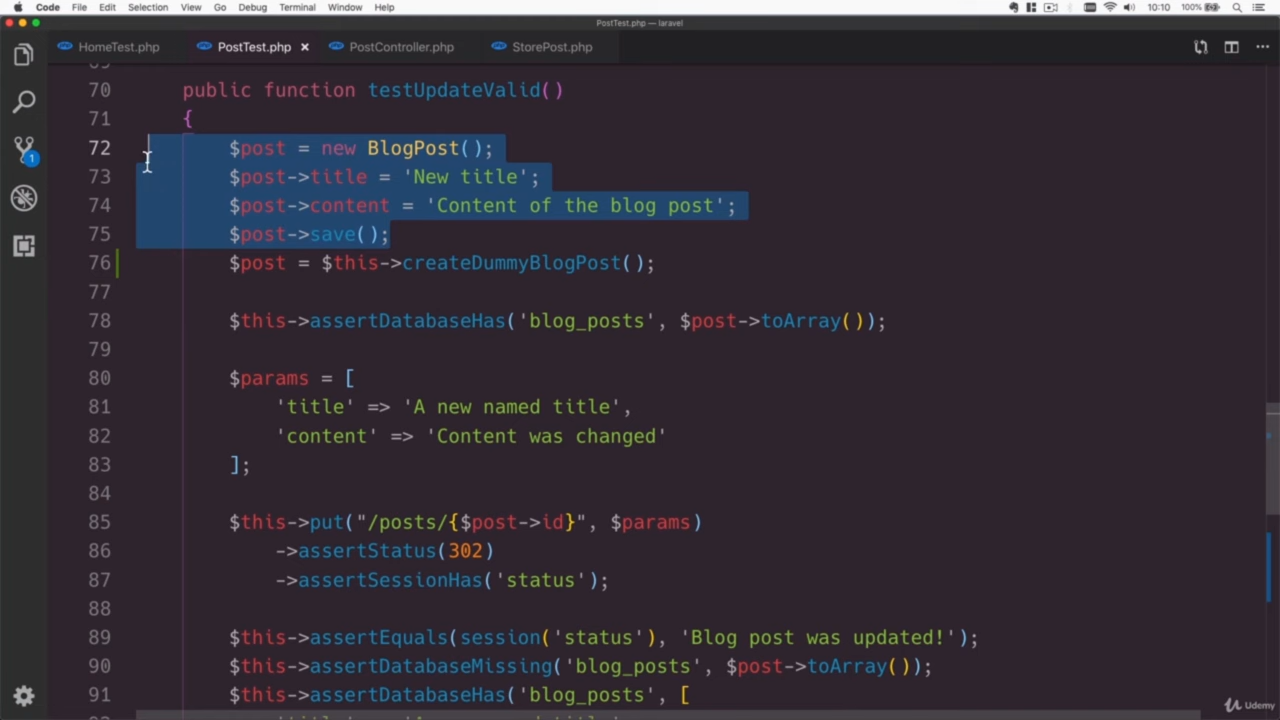 Code File Edit Selection View Go Debug Terminal Window Help 10:10 100%
PostTest.php — laravel
HomeTest.php PostTest.php × PostController.php StorePost.php
69
70 public function testUpdateValid()
71 {
72 $post = new BlogPost();
73 $post->title = 'New title';
74 $post->content = 'Content of the blog post';
75 $post->save();
76 $post = $this->createDummyBlogPost();
77
78 $this->assertDatabaseHas('blog_posts', $post->toArray());
79
80 $params = [
81 'title' => 'A new named title',
82 'content' => 'Content was changed'
83 ];
84
85 $this->put("/posts/{$post->id}", $params)
86 ->assertStatus(302)
87 ->assertSessionHas('status');
88
89 $this->assertEquals(session('status'), 'Blog post was updated!');
90 $this->assertDatabaseMissing('blog_posts', $post->toArray());
91 $this->assertDatabaseHas('blog_posts', [
1
Udemy